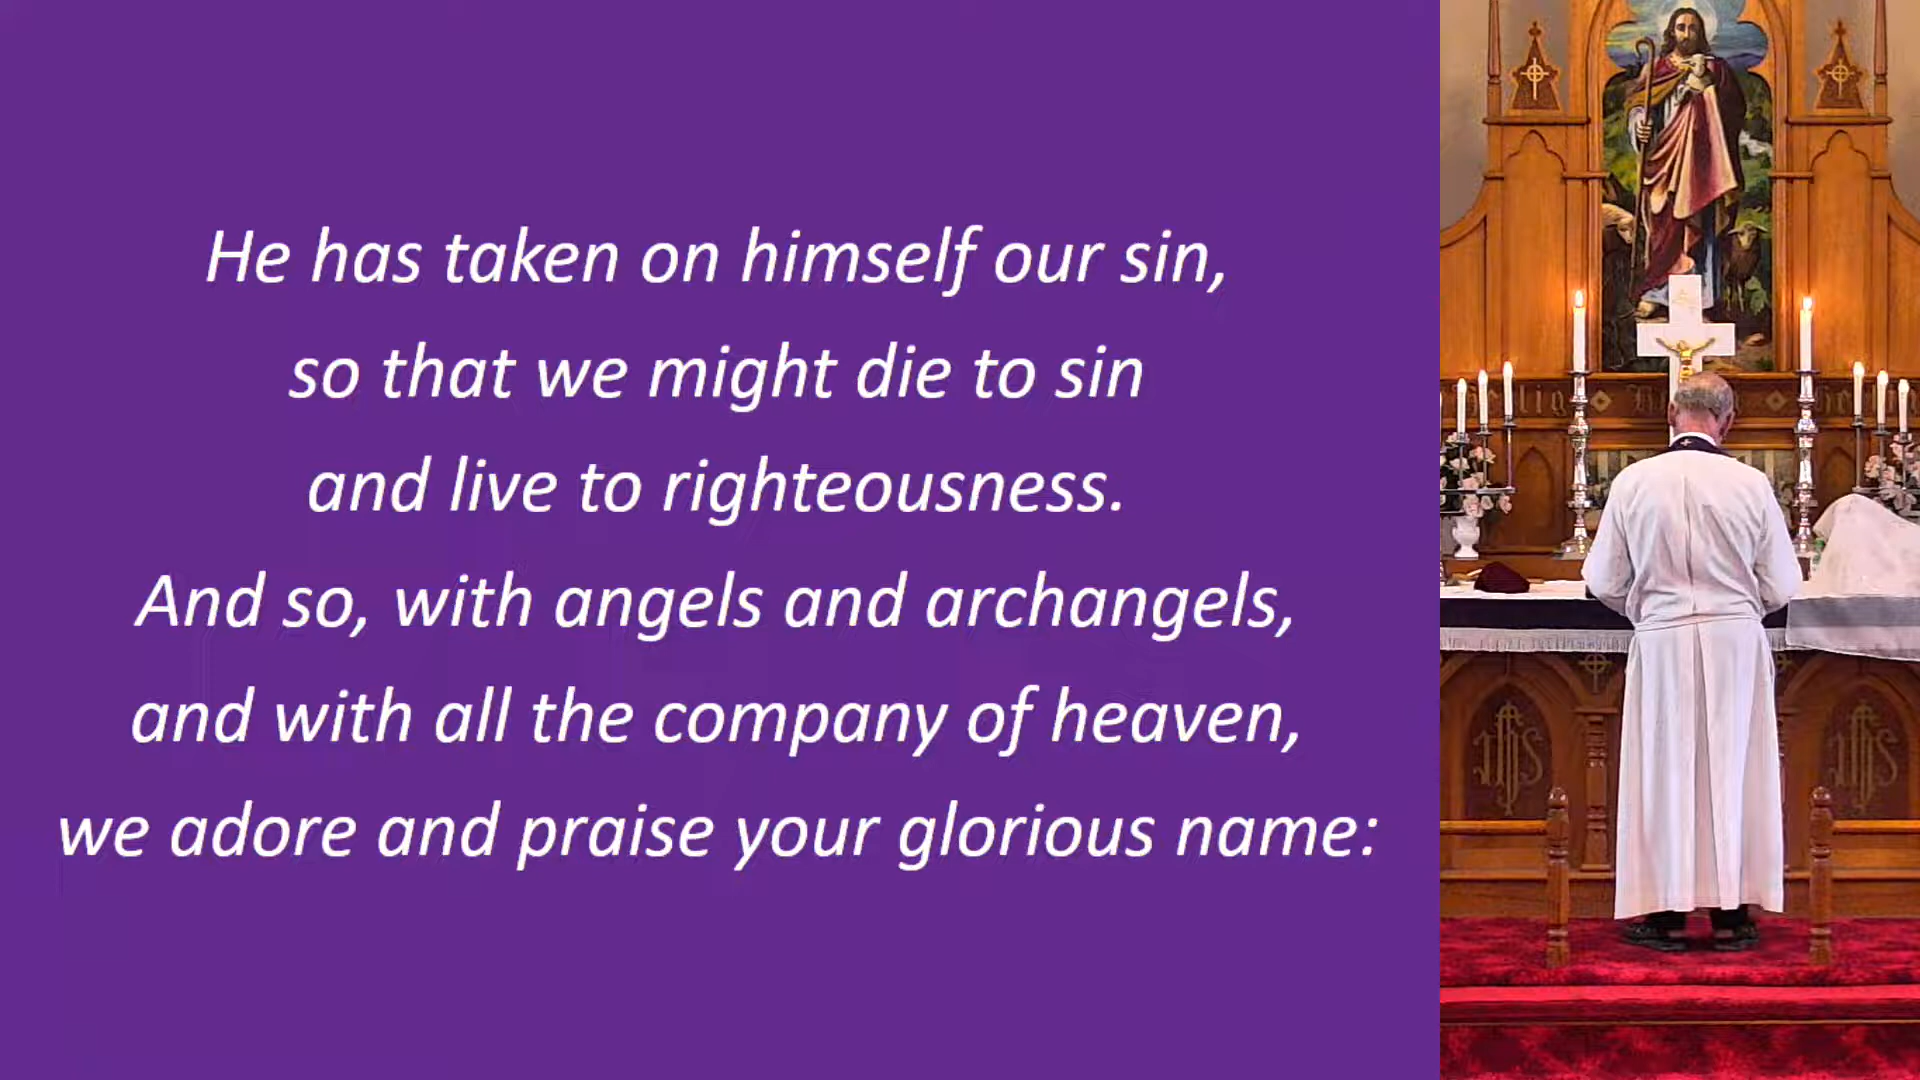 He has taken on himself our sin,
so that we might die to sin
and live to righteousness.
And so, with angels and archangels,
and with all the company of heaven,
we adore and praise your glorious name:
IHS
IHS